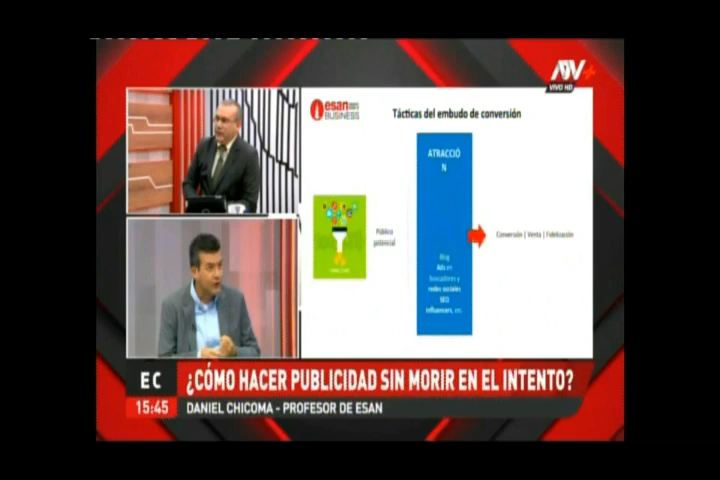 ATV+
VIVO HD
esan
BUSINESS
Tácticas del embudo de conversión
ATRACCIÓ
N
Público
potencial
Conversión | Venta | Fidelización
Blog
Ads en
buscadores y
redes sociales
SEO
Influencers, etc.
EC
¿CÓMO HACER PUBLICIDAD SIN MORIR EN EL INTENTO?
15:45
DANIEL CHICOMA - PROFESOR DE ESAN